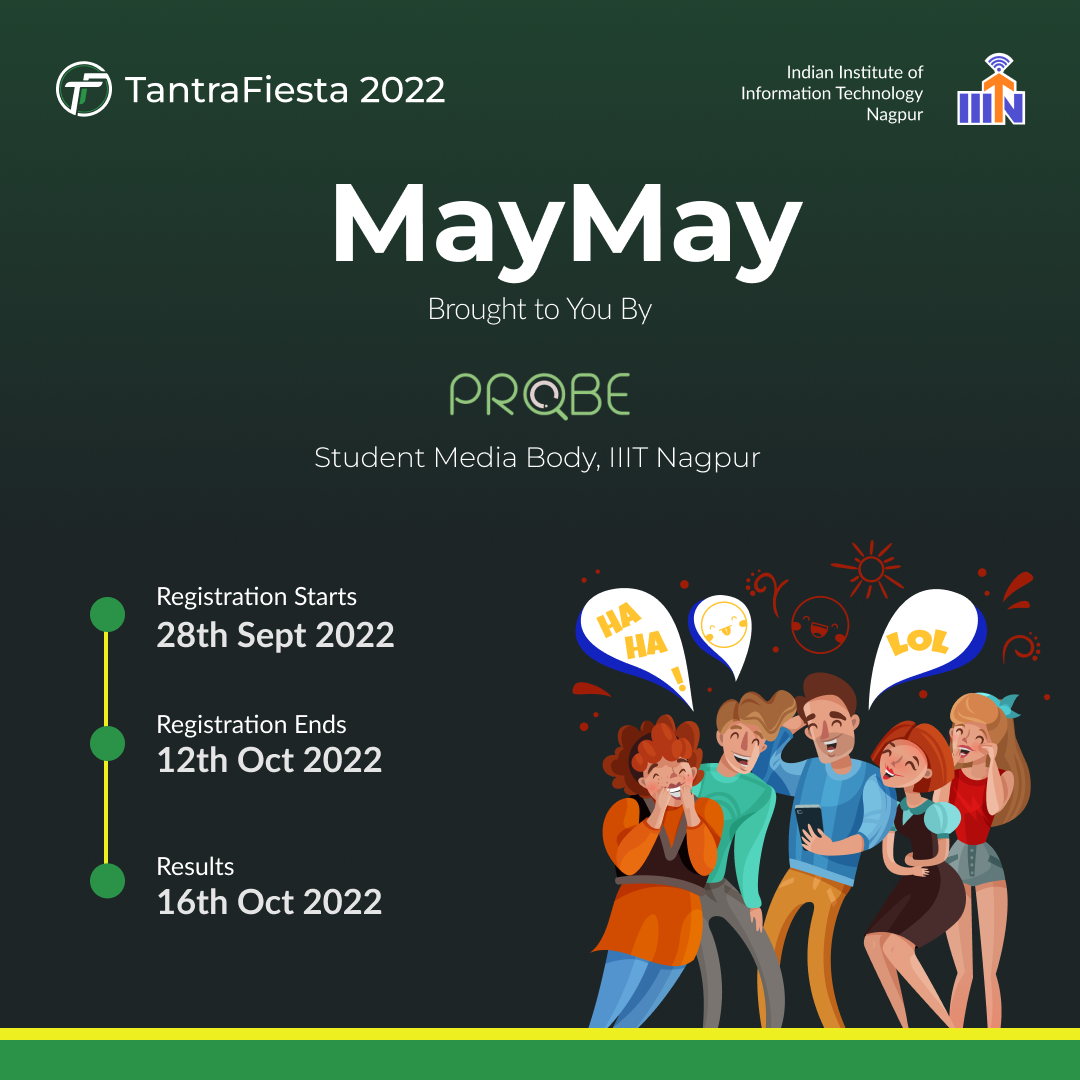 TantraFiesta 2022
Indian Institute of
Information Technology
Nagpur
IIITN
MayMay
Brought to You By
PROBE
Student Media Body, IIIT Nagpur
Registration Starts
28th Sept 2022
Registration Ends
12th Oct 2022
Results
16th Oct 2022
HA
HA
!
LOL